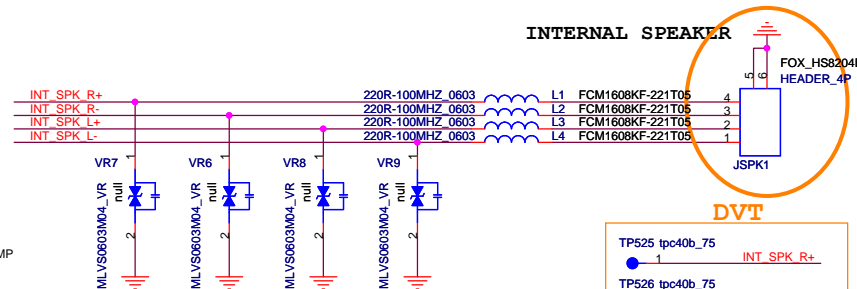 INTERNAL SPEAKER
FOX_HS8204
HEADER_4P
5
6
INT_SPK_R+
220R-100MHZ_0603
L1
FCM1608KF-221T05
4
INT_SPK_R-
220R-100MHZ_0603
L2
FCM1608KF-221T05
3
INT_SPK_L+
220R-100MHZ_0603
L3
FCM1608KF-221T05
2
INT_SPK_L-
220R-100MHZ_0603
L4
FCM1608KF-221T05
1
JSPK1
VR7
1
null
MLVS0603M04_VR
2
VR6
1
null
MLVS0603M04_VR
2
VR8
1
null
MLVS0603M04_VR
2
VR9
1
null
MLVS0603M04_VR
2
MP
DVT
TP525 tpc40b_75
1
INT_SPK_R+
TP526 tpc40b_75